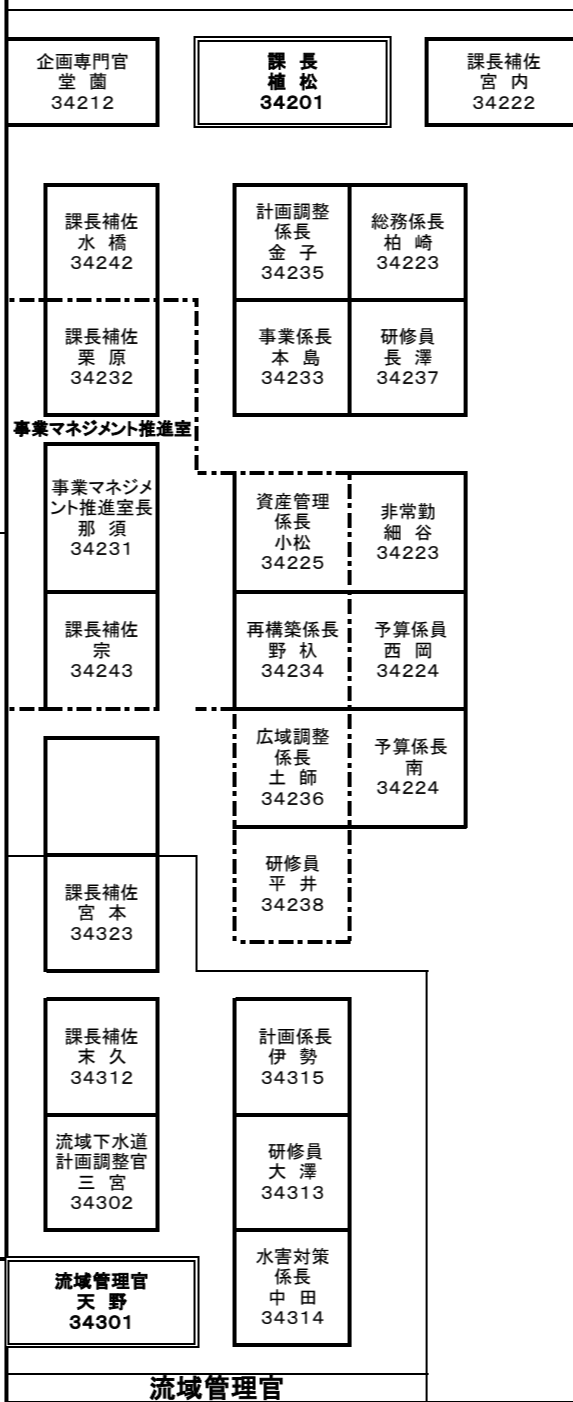 企画専門官
堂 薗
34212
課 長
植 松
34201
課長補佐
宮 内
34222
課長補佐
水 橋
34242
計画調整
係長
金 子
34235
総務係長
柏 崎
34223
課長補佐
栗 原
34232
事業係長
本 島
34233
研修員
長 澤
34237
事業マネジメント推進室
事業マネジメ
ント推進室長
那 須
34231
資産管理
係長
小松
34225
非常勤
細 谷
34223
課長補佐
宗
34243
再構築係長
野 杁
34234
予算係員
西 岡
34224
広域調整
係長
土 師
34236
予算係長
南
34224
課長補佐
宮 本
34323
研修員
平 井
34238
課長補佐
末 久
34312
計画係長
伊 勢
34315
流域下水道
計画調整官
三 宮
34302
研修員
大 澤
34313
流域管理官
天 野
34301
水害対策
係長
中 田
34314
流域管理官